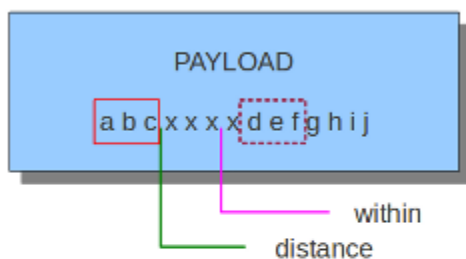 PAYLOAD
a b c x x x x d e f g h i j
within
distance